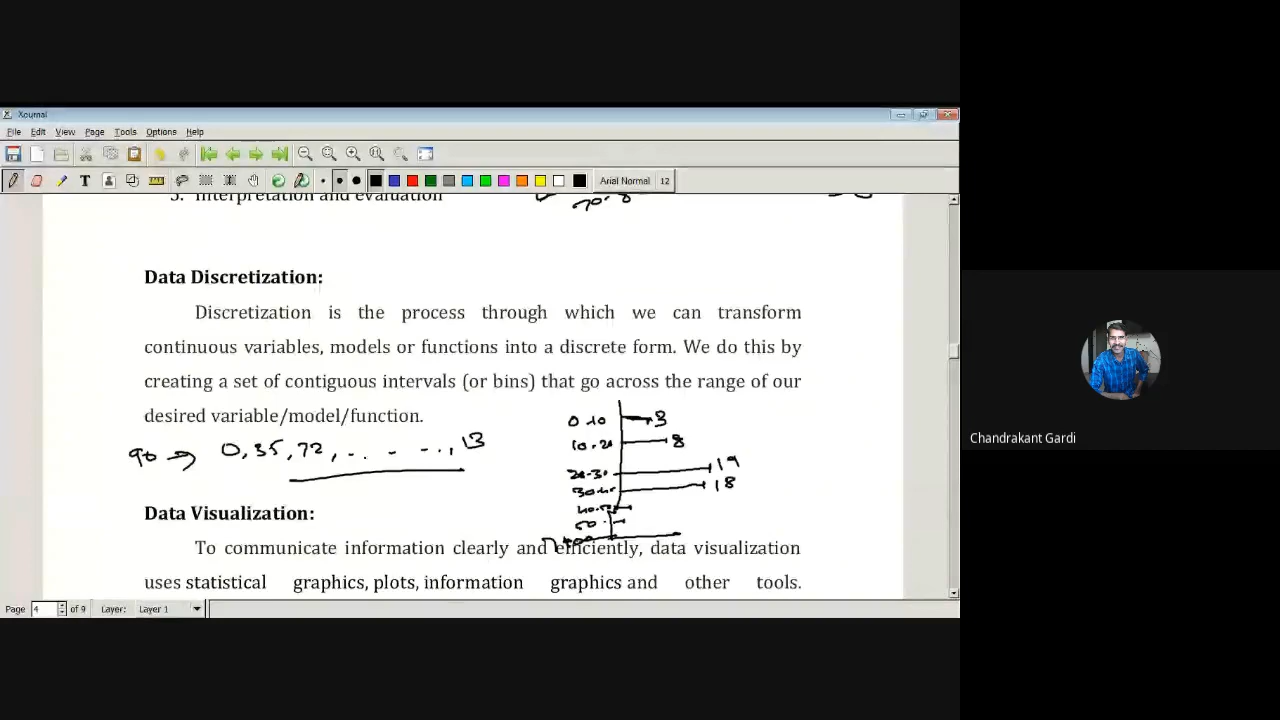 Xournal
File Edit View Page Tools Options Help
T Arial Normal 12
Interpretation and evaluation
70.8
Data Discretization:
Discretization is the process through which we can transform
continuous variables, models or functions into a discrete form. We do this by
creating a set of contiguous intervals (or bins) that go across the range of our
desired variable/model/function.
90 → 0, 35, 72, . . . . . , 13
0-10 3
10-20 8
20-30 19
30-40 18
40-50
50
Data Visualization:
To communicate information clearly and efficiently, data visualization
uses statistical graphics, plots, information graphics and other tools.
Page 4 of 9 Layer: Layer 1
Chandrakant Gardi